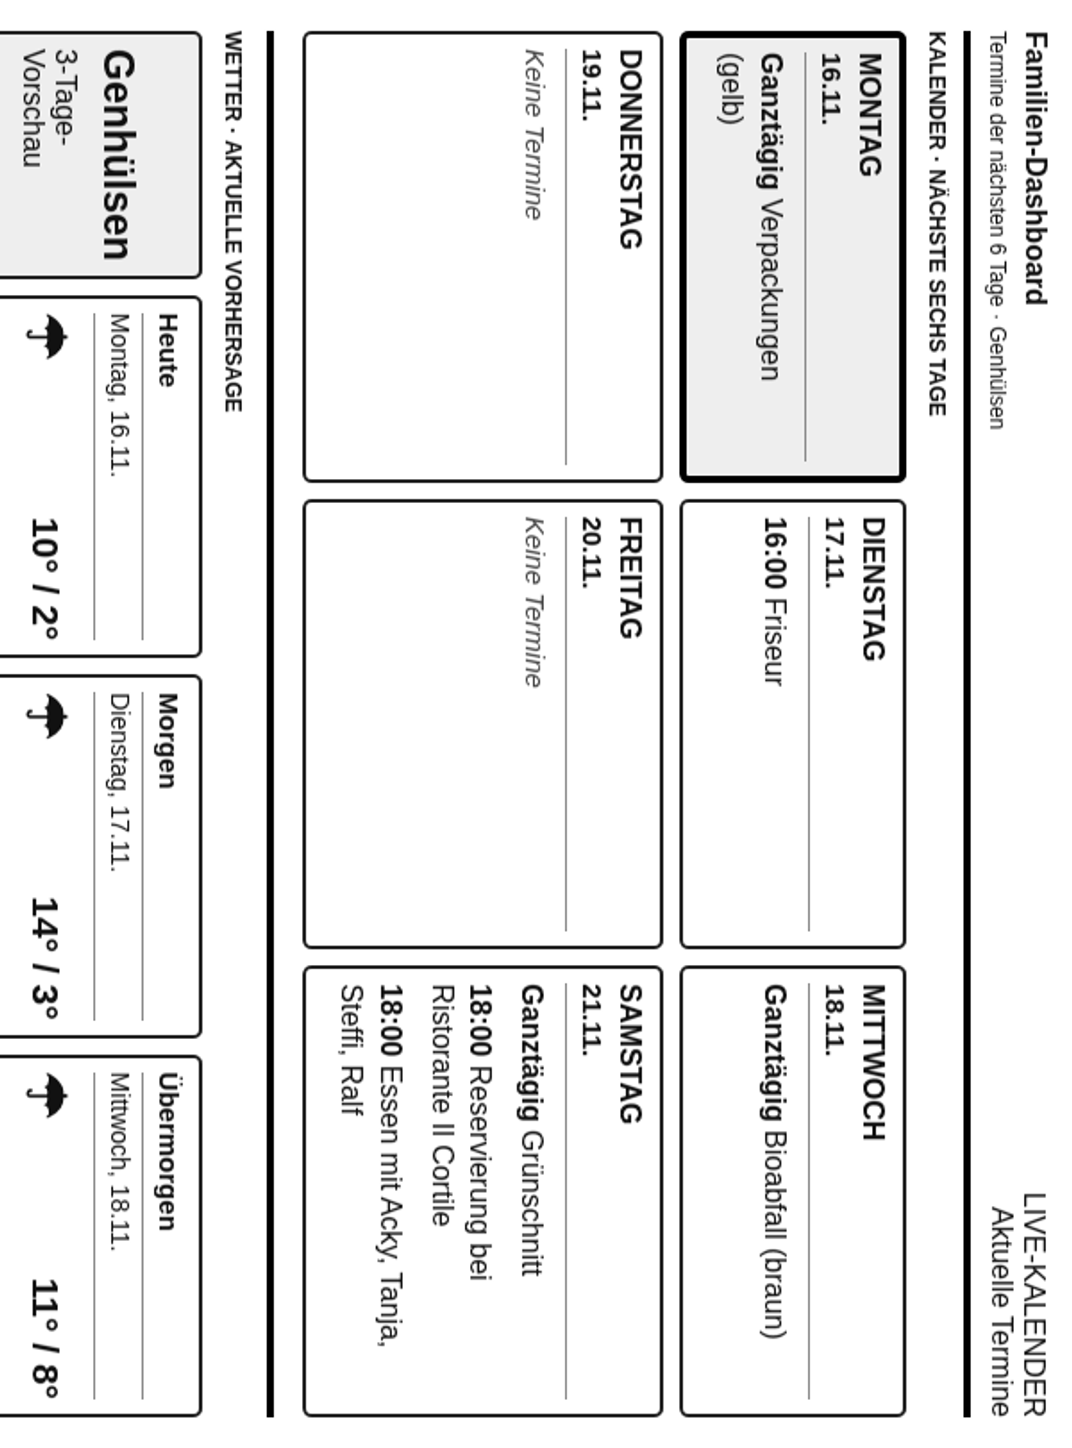 Familien-Dashboard
Termine der nächsten 6 Tage · Genhülsen
LIVE-KALENDER
Aktuelle Termine
KALENDER · NÄCHSTE SECHS TAGE
MONTAG
16.11.
Ganztägig Verpackungen
(gelb)
DIENSTAG
17.11.
16:00 Friseur
MITTWOCH
18.11.
Ganztägig Bioabfall (braun)
DONNERSTAG
19.11.
Keine Termine
FREITAG
20.11.
Keine Termine
SAMSTAG
21.11.
Ganztägig Grünschnitt
18:00 Reservierung bei
Ristorante Il Cortile
18:00 Essen mit Acky, Tanja,
Steffi, Ralf
WETTER · AKTUELLE VORHERSAGE
Genhülsen
3-Tage-
Vorschau
Heute
Montag, 16.11.
10° / 2°
Morgen
Dienstag, 17.11.
14° / 3°
Übermorgen
Mittwoch, 18.11.
11° / 8°